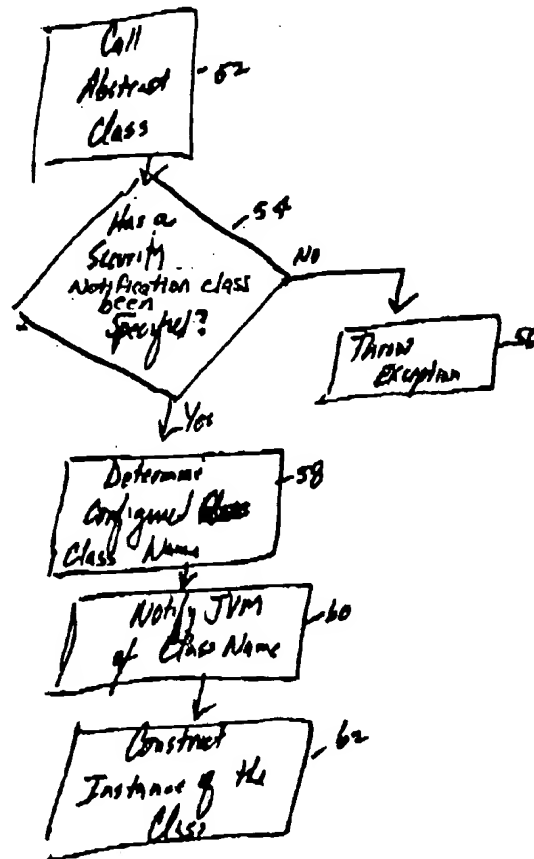 Call
Abstract
Class
52
Has a
Security
Notification class
been
Specified?
54
No
Throw
Exception
56
Yes
Determine
Configured
Class Name
58
Notify JVM
of Class Name
60
Construct
Instance of the
Class
62